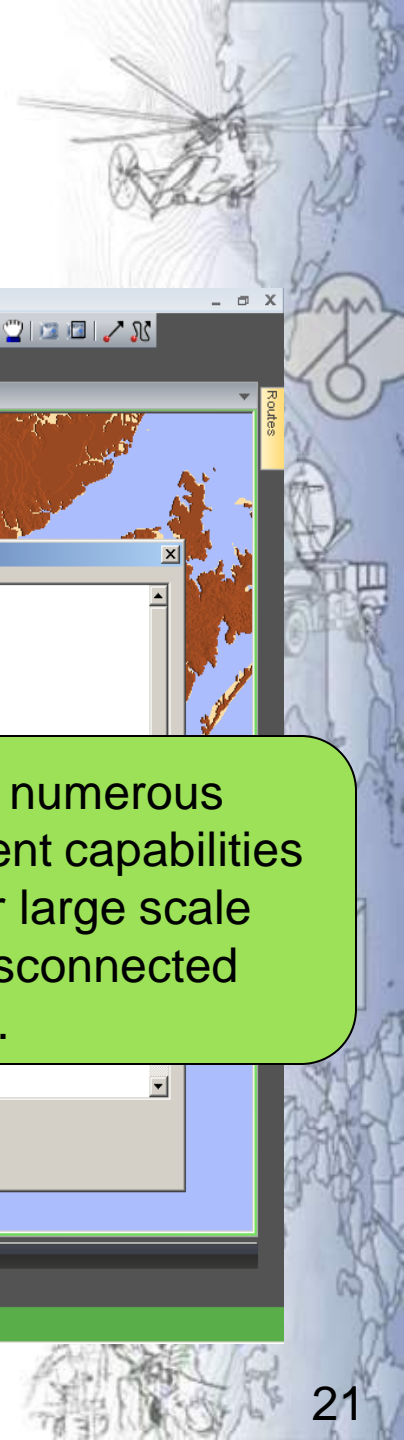 Routes
numerous
ent capabilities
r large scale
sconnected
.
21